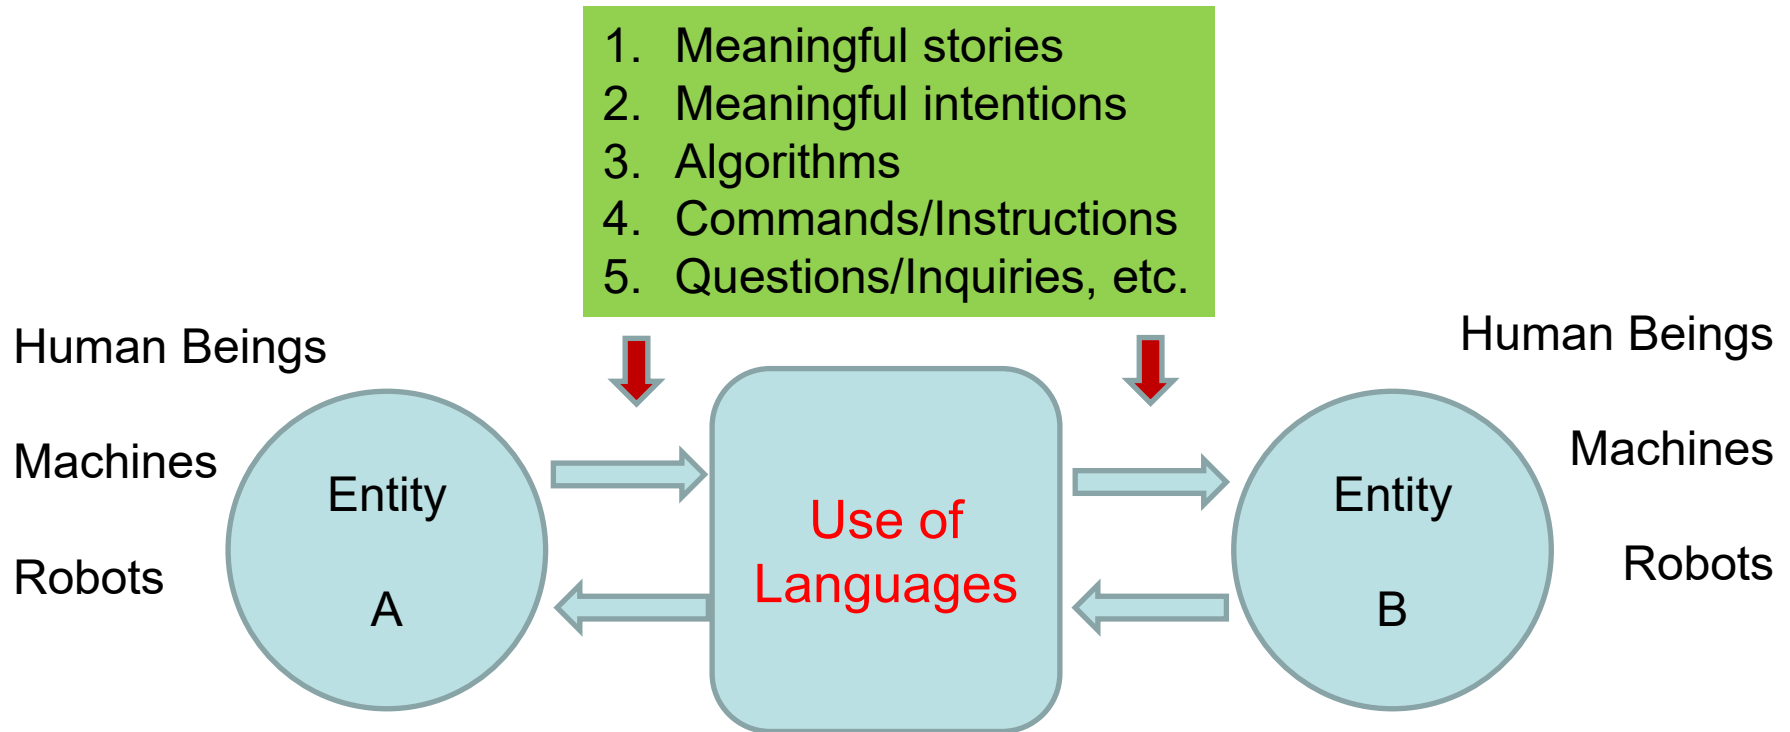 1. Meaningful stories
2. Meaningful intentions
3. Algorithms
4. Commands/Instructions
5. Questions/Inquiries, etc.
Human Beings
Machines
Robots
Entity
A
Use of
Languages
Entity
B
Human Beings
Machines
Robots